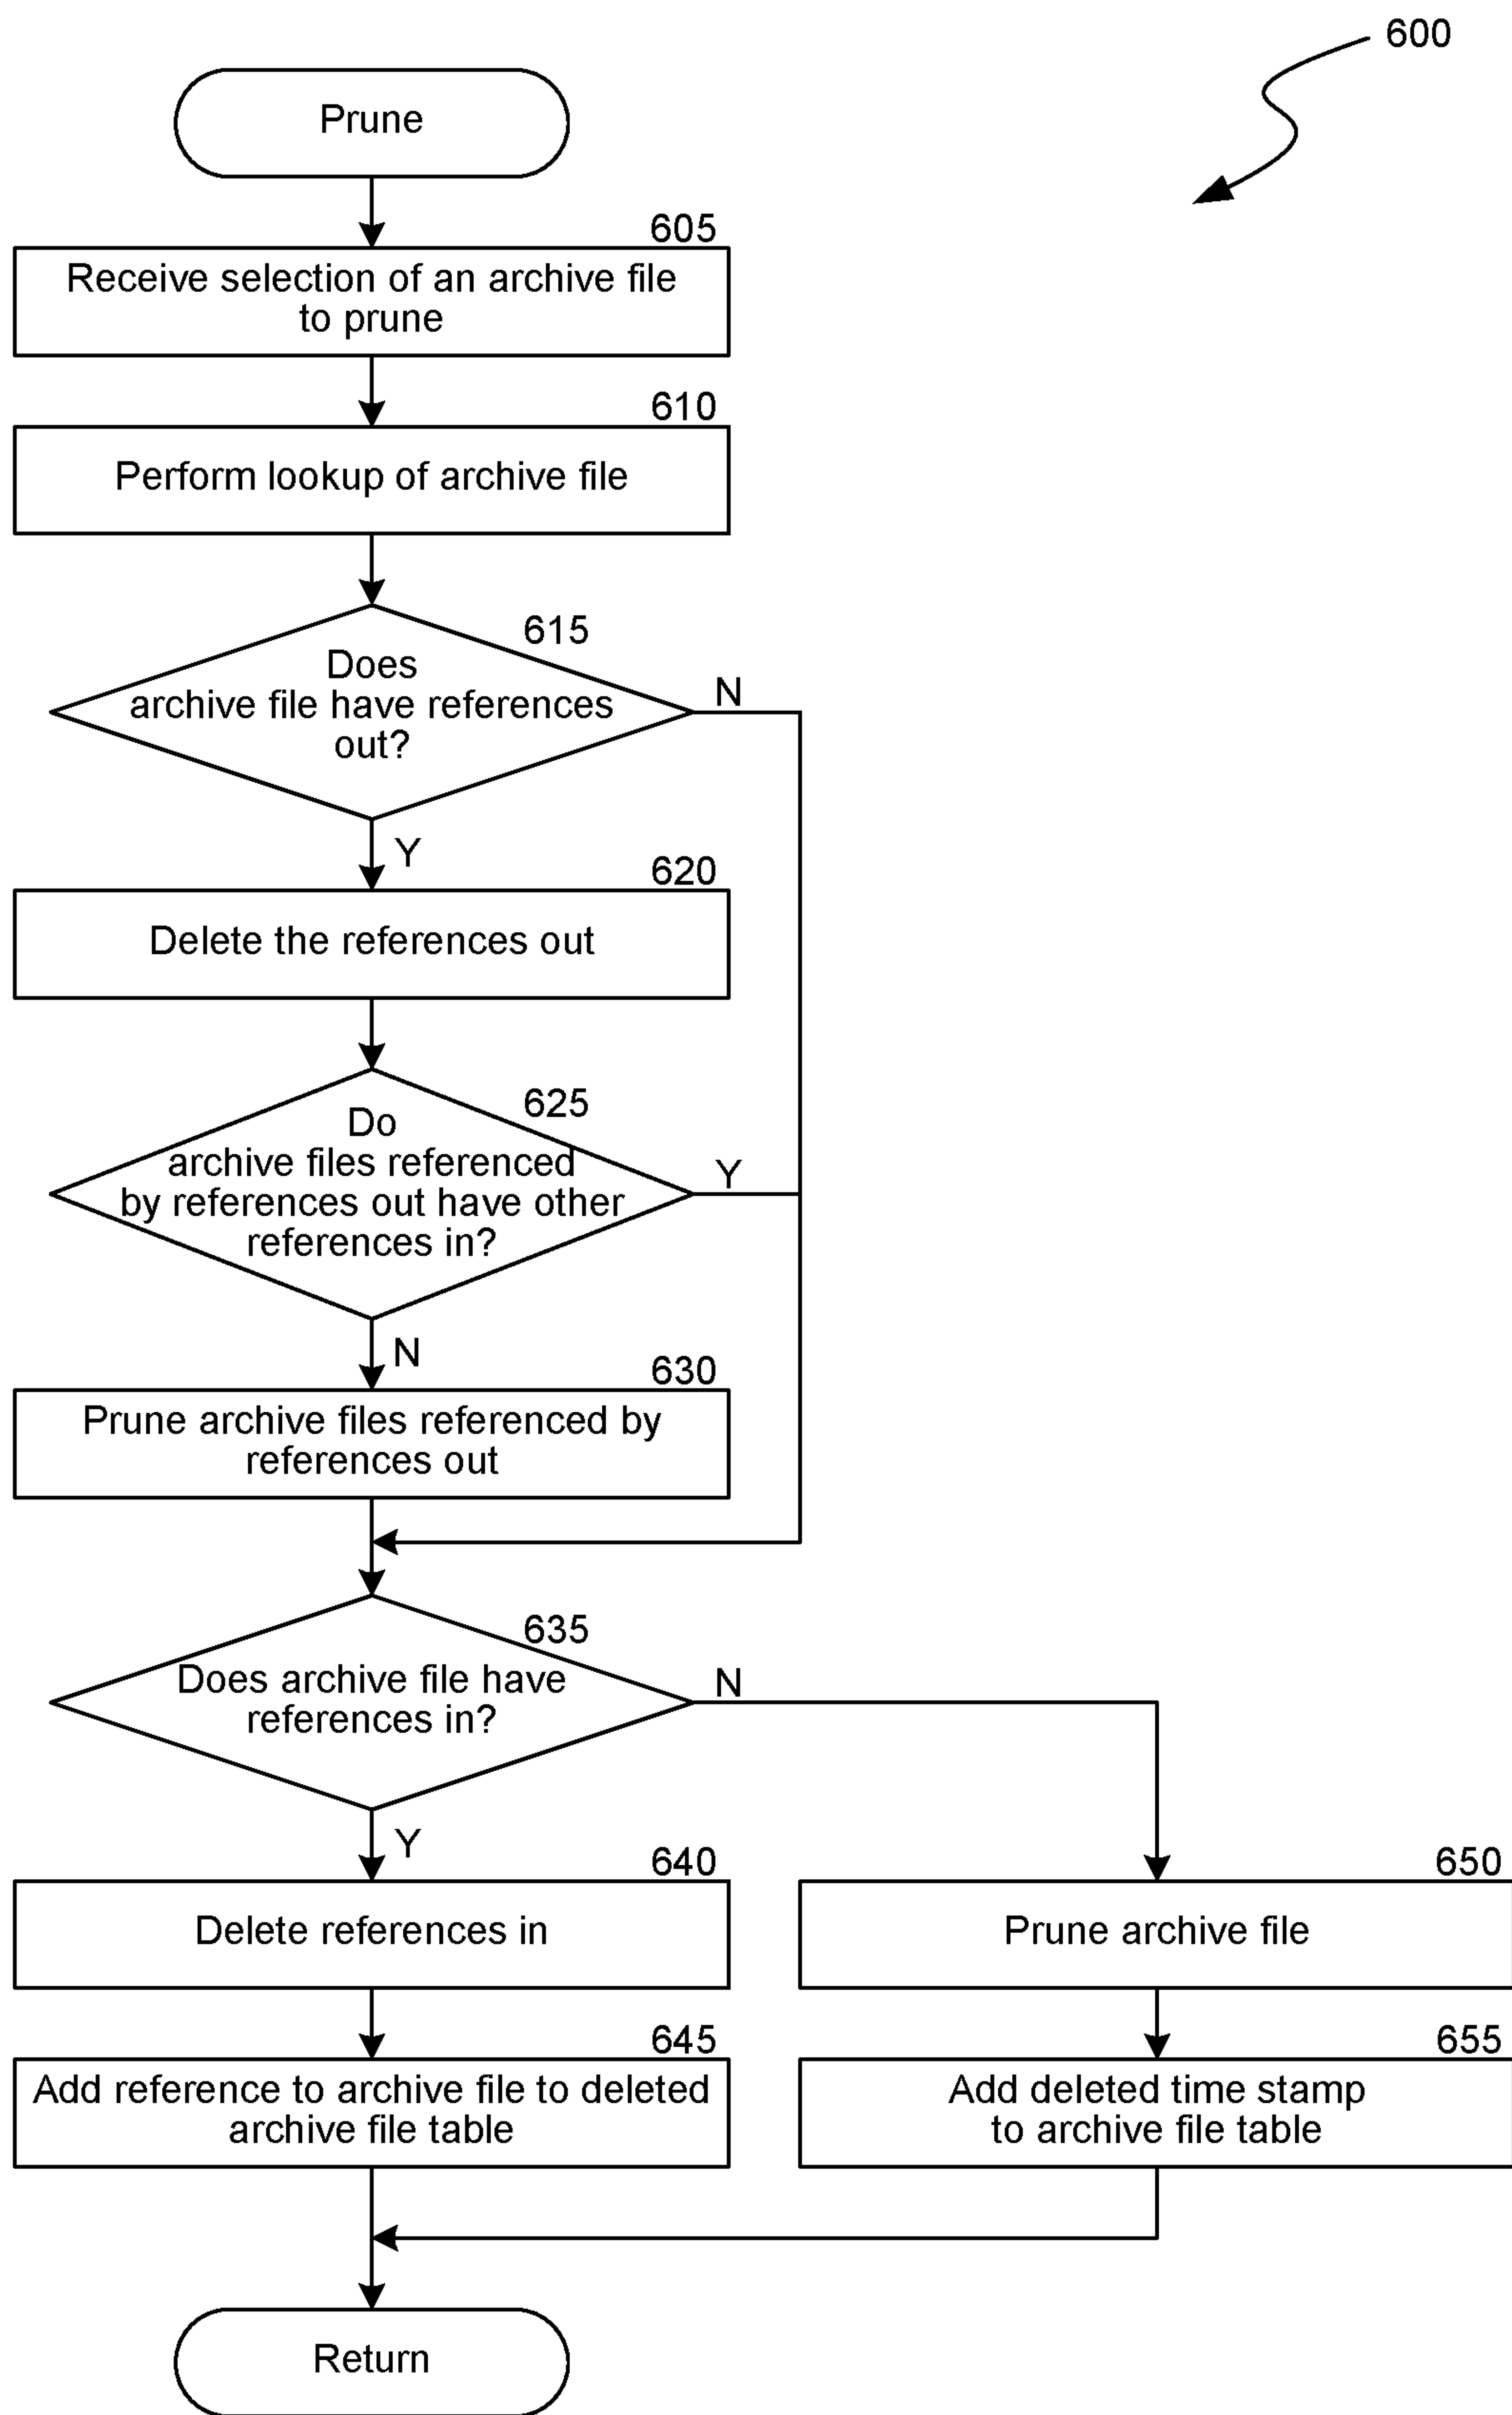 600
Prune
605
Receive selection of an archive file
to prune
610
Perform lookup of archive file
615
Does
archive file have references
out?
N
Y
620
Delete the references out
625
Do
archive files referenced
by references out have other
references in?
Y
N
630
Prune archive files referenced by
references out
635
Does archive file have
references in?
N
Y
640
Delete references in
650
Prune archive file
645
Add reference to archive file to deleted
archive file table
655
Add deleted time stamp
to archive file table
Return